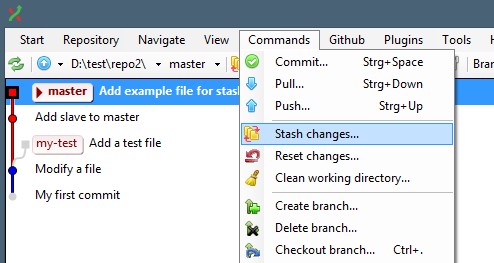 Start Repository Navigate View Commands Github Plugins Tools
D:\test\repo2\ master
Commit... Strg+Space
Pull... Strg+Down
Push... Strg+Up
Stash changes...
Reset changes...
Clean working directory...
Create branch...
Delete branch...
Checkout branch... Ctrl+.
master Add example file for stas
Add slave to master
my-test Add a test file
Modify a file
My first commit